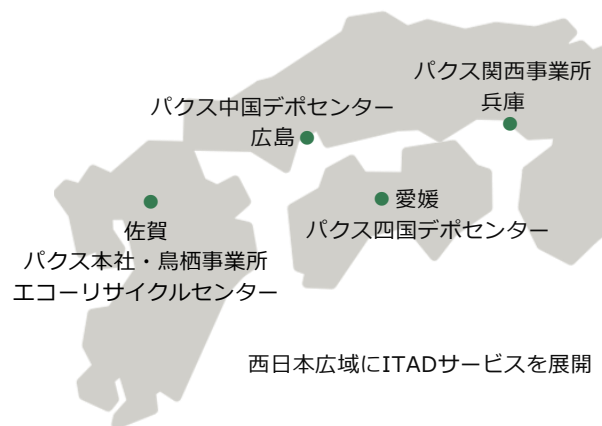 パクス関西事業所
兵庫
パクス中国デポセンター
広島
愛媛
パクス四国デポセンター
佐賀
パクス本社・鳥栖事業所
エコーリサイクルセンター
西日本広域にITADサービスを展開